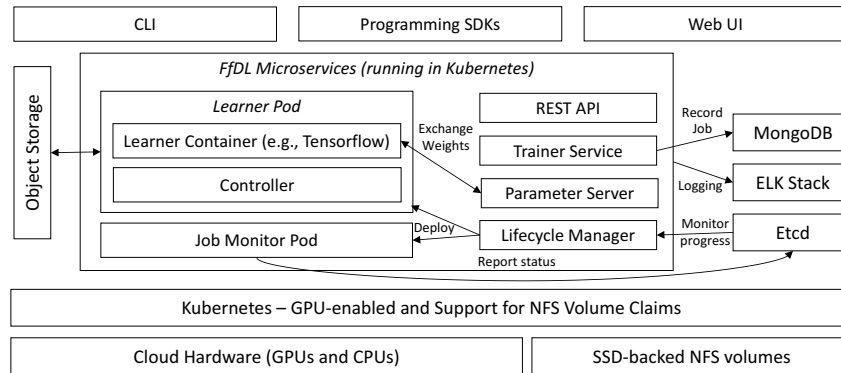 CLI
Programming SDKs
Web UI
FfDL Microservices (running in Kubernetes)
Object Storage
Learner Pod
Learner Container (e.g., Tensorflow)
Controller
Job Monitor Pod
Exchange
Weights
Deploy
REST API
Trainer Service
Parameter Server
Lifecycle Manager
Report status
Record
Job
Logging
Monitor
progress
MongoDB
ELK Stack
Etcd
Kubernetes – GPU-enabled and Support for NFS Volume Claims
Cloud Hardware (GPUs and CPUs)
SSD-backed NFS volumes